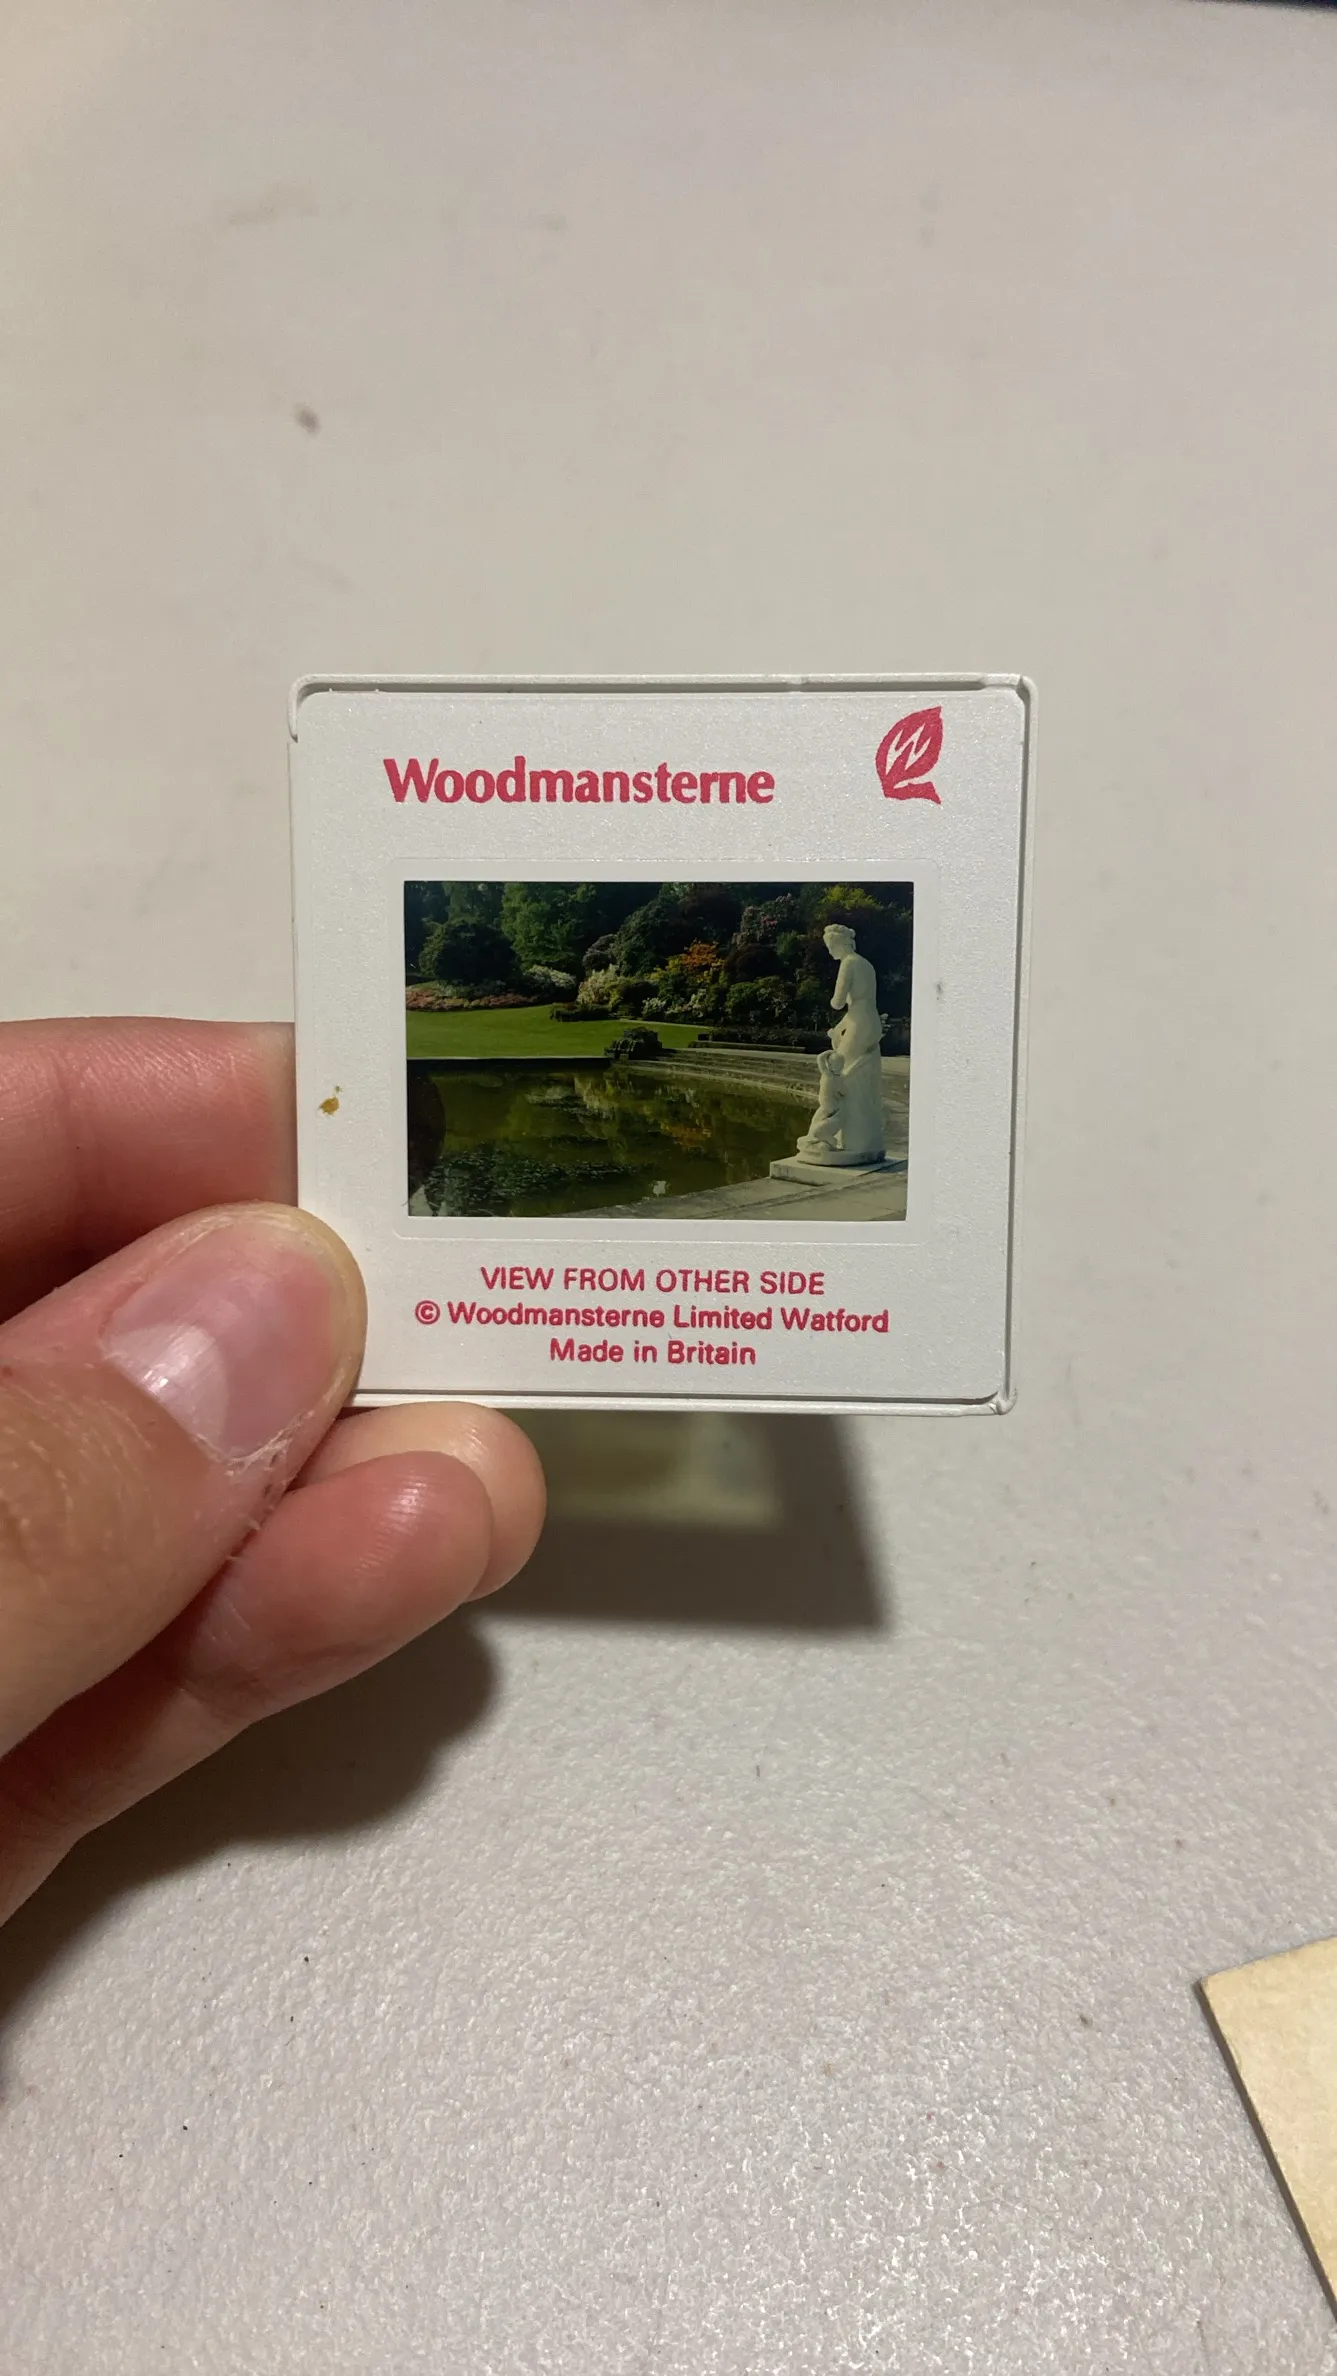 Woodmansterne
W
VIEW FROM OTHER SIDE
© Woodmansterne Limited Watford
Made in Britain